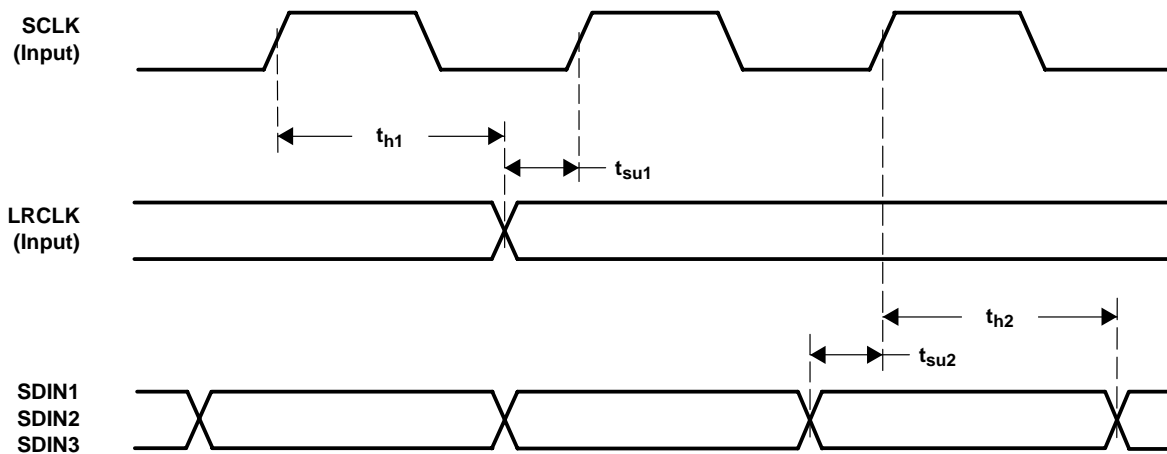 SCLK
(Input)
th1
tsu1
LRCLK
(Input)
th2
tsu2
SDIN1
SDIN2
SDIN3